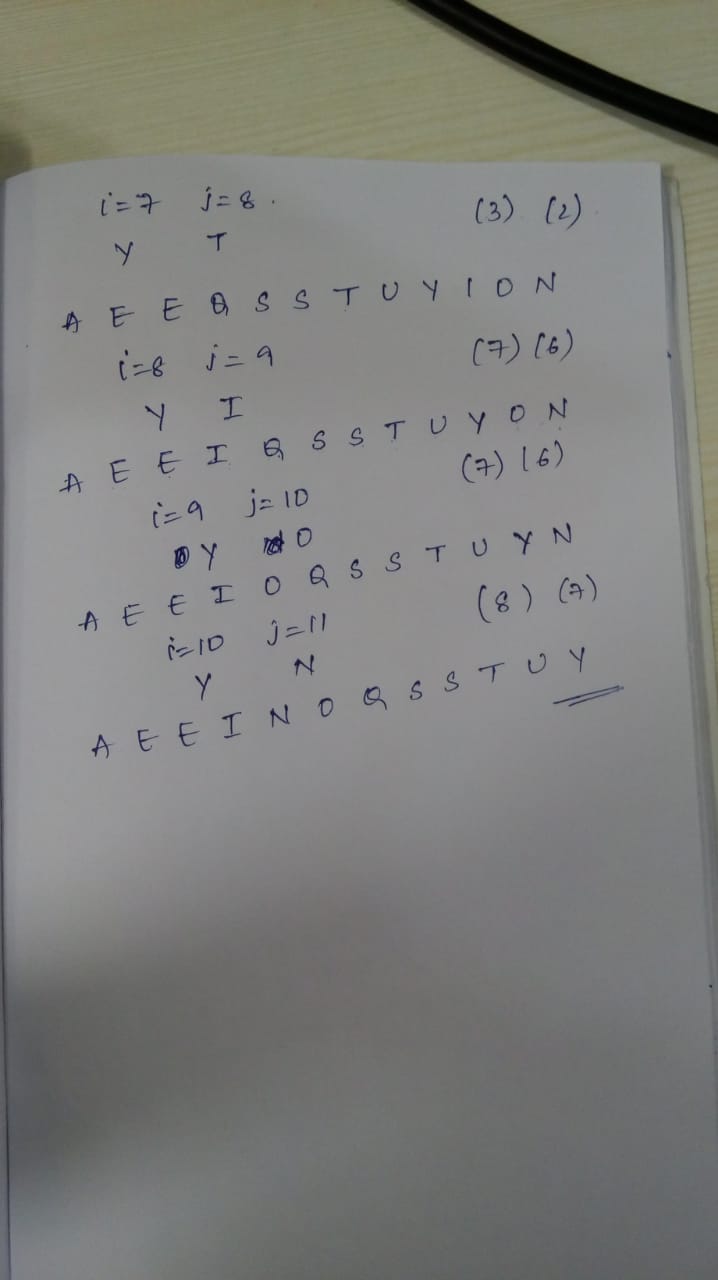 i=7 j=8. (3) (2)
Y T
A E E Q S S T U Y I O N
i=8 j=9 (7) (6)
Y I
A E E I Q S S T U Y O N
i=9 j=10 (7) (6)
Y O
A E E I O Q S S T U Y N
i=10 j=11 (8) (7)
Y N
A E E I N O Q S S T U Y